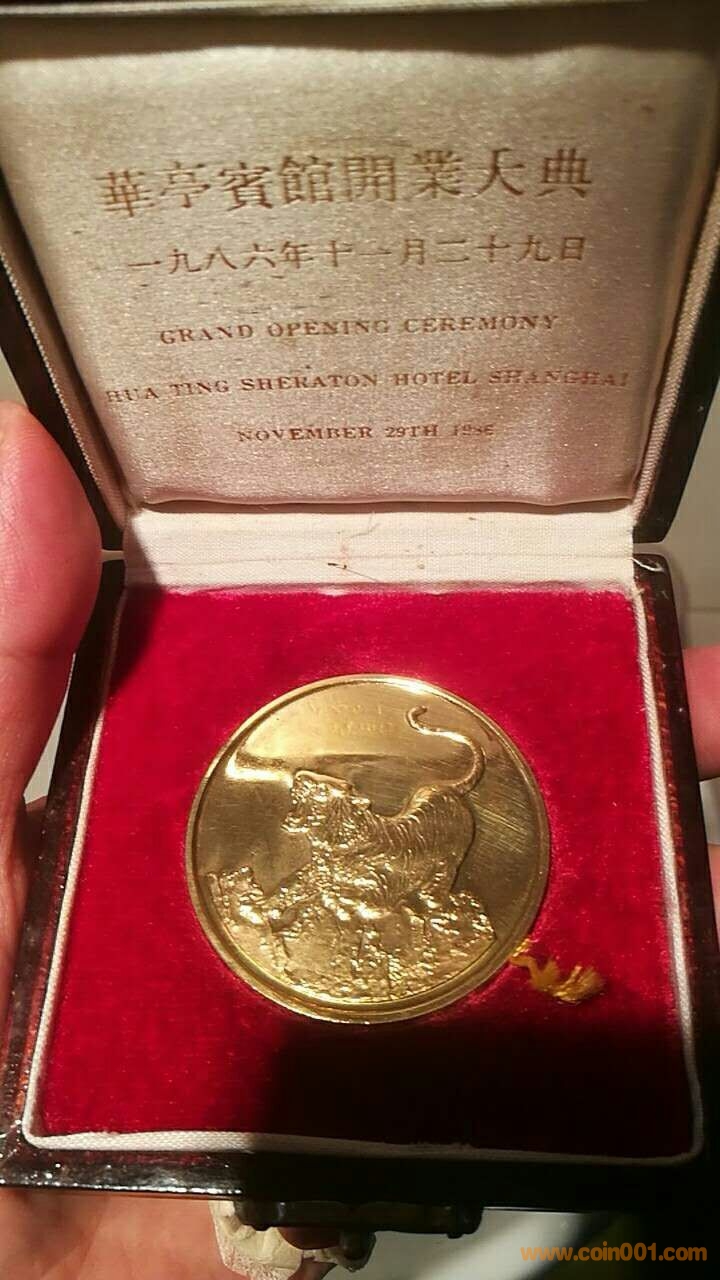 華亭賓館開業大典
一九八六年十一月二十九日
GRAND OPENING CEREMONY
HUA TING SHERATON HOTEL SHANGHAI
NOVEMBER 29TH 1986
www.coin001.com